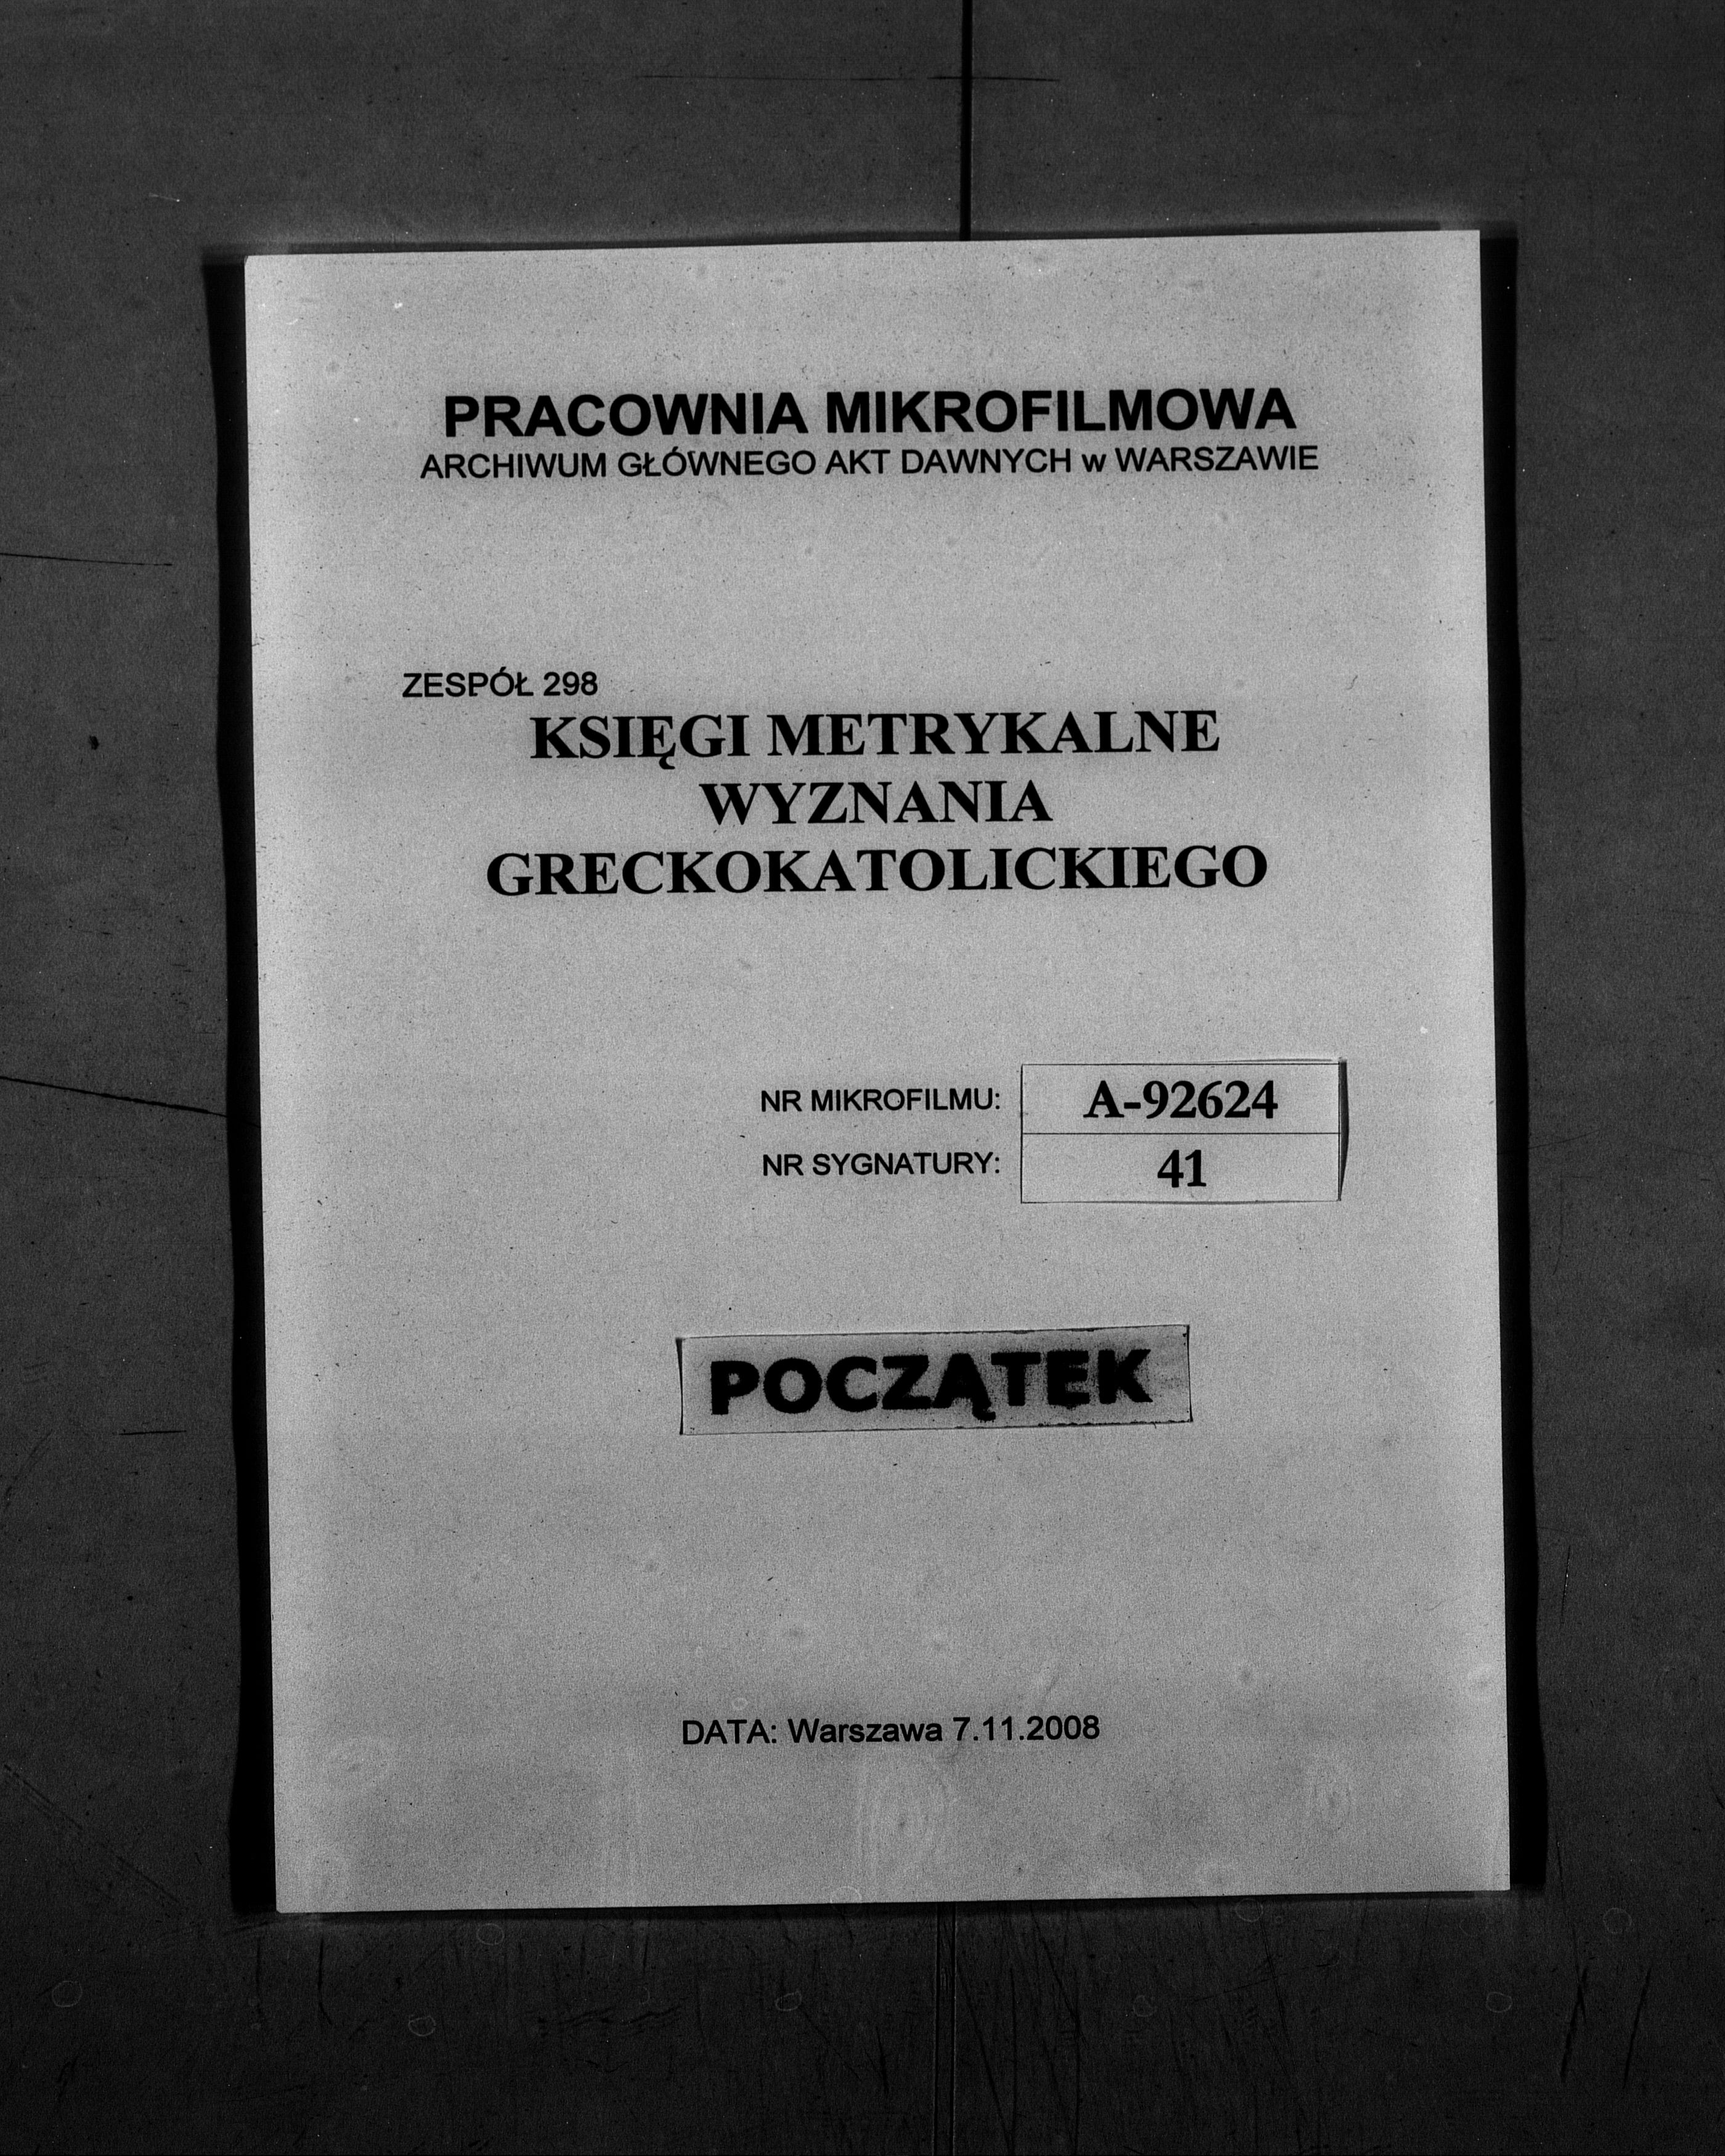 PRACOWNIA MIKROFILMOWA
ARCHIWUM GŁÓWNEGO AKT DAWNYCH w WARSZAWIE
ZESPÓŁ 298
KSIĘGI METRYKALNE
WYZNANIA
GRECKOKATOLICKIEGO
NR MIKROFILMU: A-92624
NR SYGNATURY: 41
POCZĄTEK
DATA: Warszawa 7.11.2008